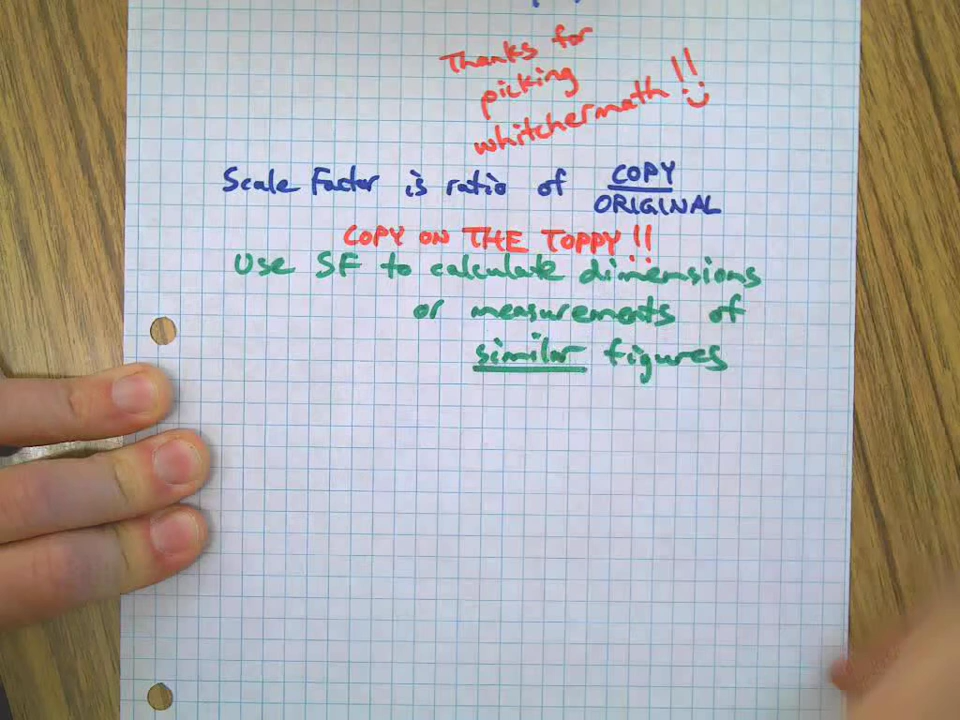 Thanks for
picking
whitchermath!!
Scale Factor is ratio of COPY
ORIGINAL
COPY ON THE TOPPY!!
Use SF to calculate dimensions
or measurements of
similar figures